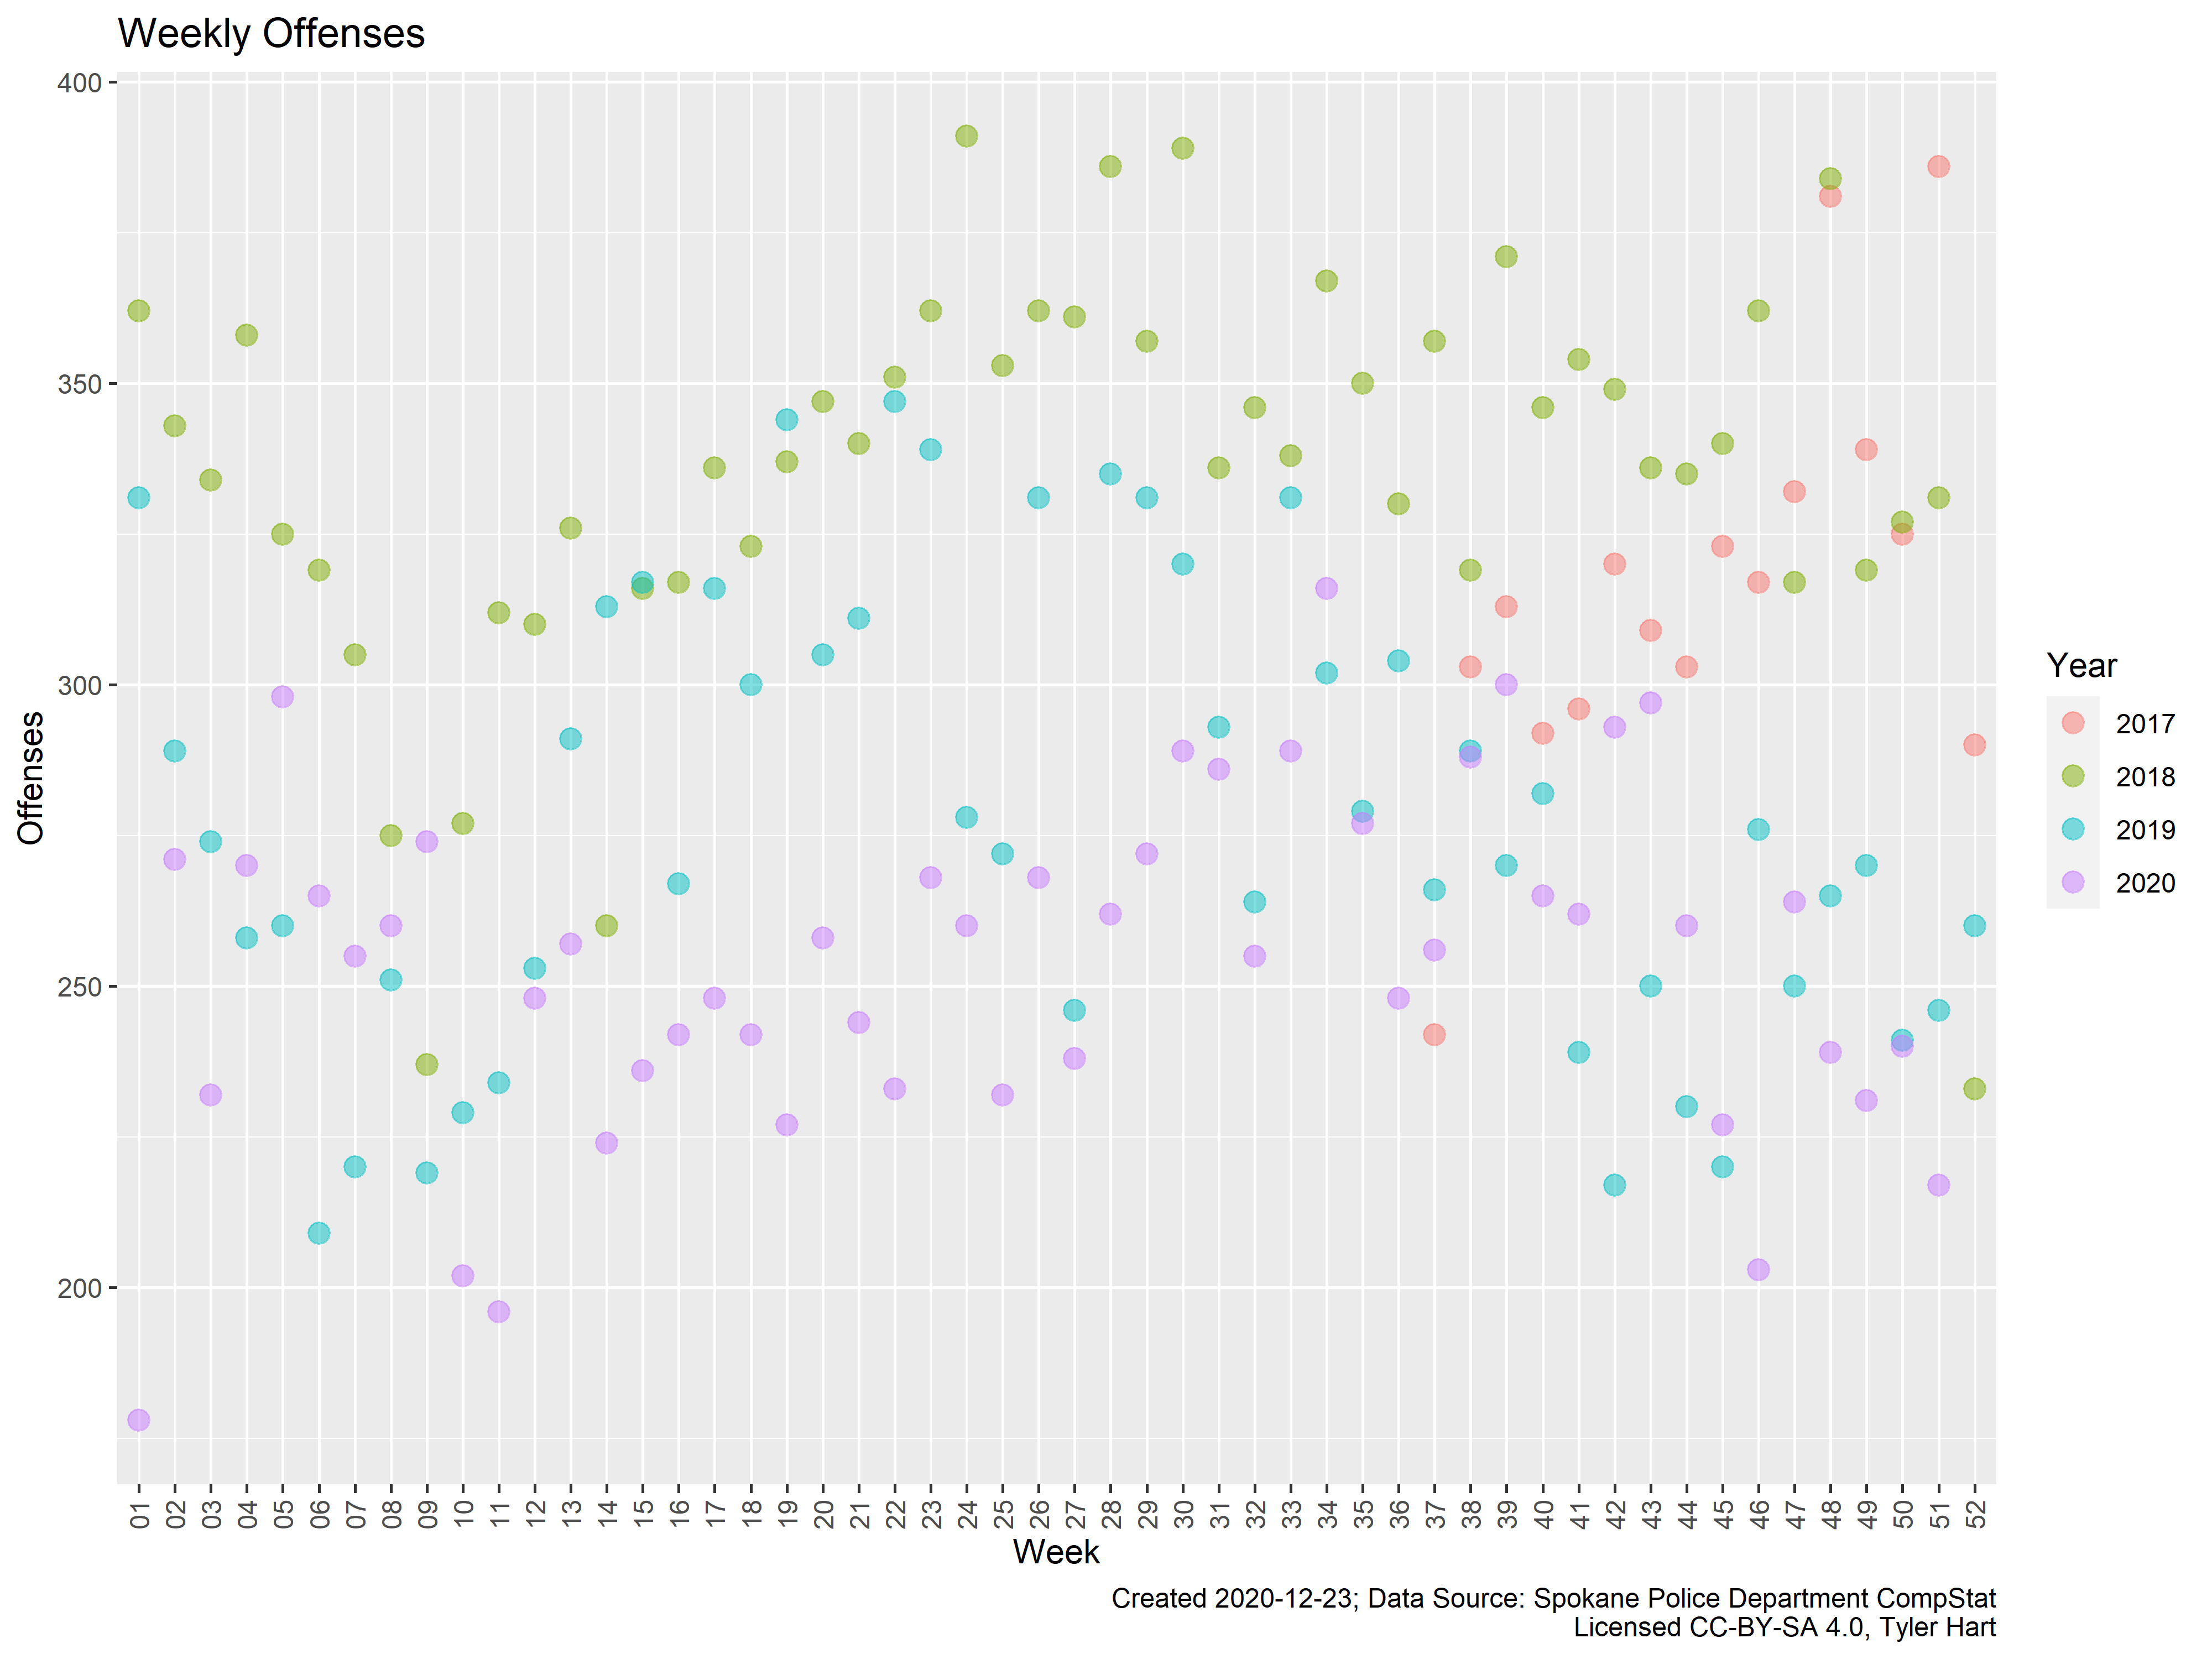 Weekly Offenses
400
350
300
250
200
Offenses
01 02 03 04 05 06 07 08 09 10 11 12 13 14 15 16 17 18 19 20 21 22 23 24 25 26 27 28 29 30 31 32 33 34 35 36 37 38 39 40 41 42 43 44 45 46 47 48 49 50 51 52
Week
Year
2017
2018
2019
2020
Created 2020-12-23; Data Source: Spokane Police Department CompStat
Licensed CC-BY-SA 4.0, Tyler Hart